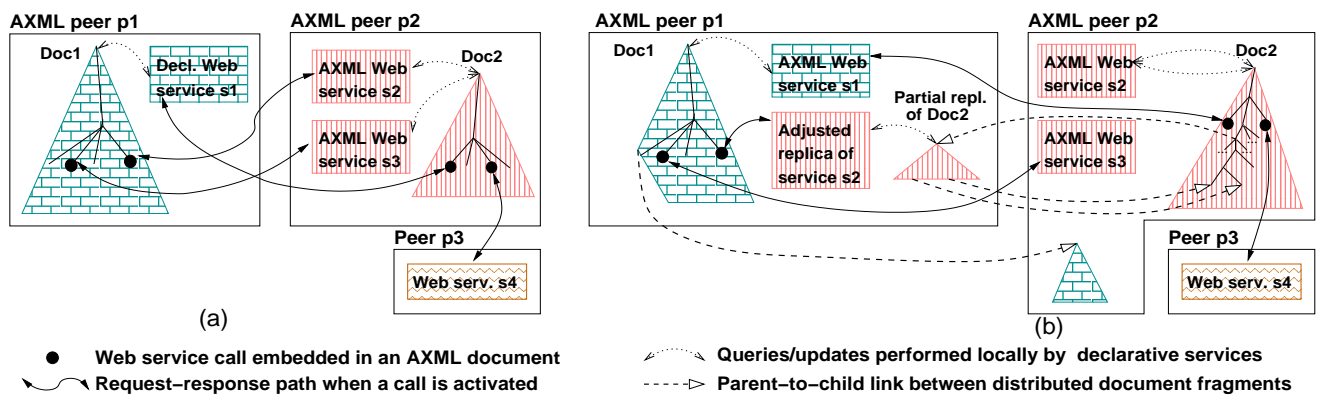 AXML peer p1
Doc1
Decl. Web
service s1
AXML peer p2
AXML Web
service s2
Doc2
AXML Web
service s3
Peer p3
Web serv. s4
(a)
AXML peer p1
Doc1
AXML Web
service s1
Partial repl.
of Doc2
Adjusted
replica of
service s2
AXML peer p2
AXML Web
service s2
Doc2
AXML Web
service s3
Peer p3
Web serv. s4
(b)
Web service call embedded in an AXML document
Request−response path when a call is activated
Queries/updates performed locally by declarative services
Parent−to−child link between distributed document fragments